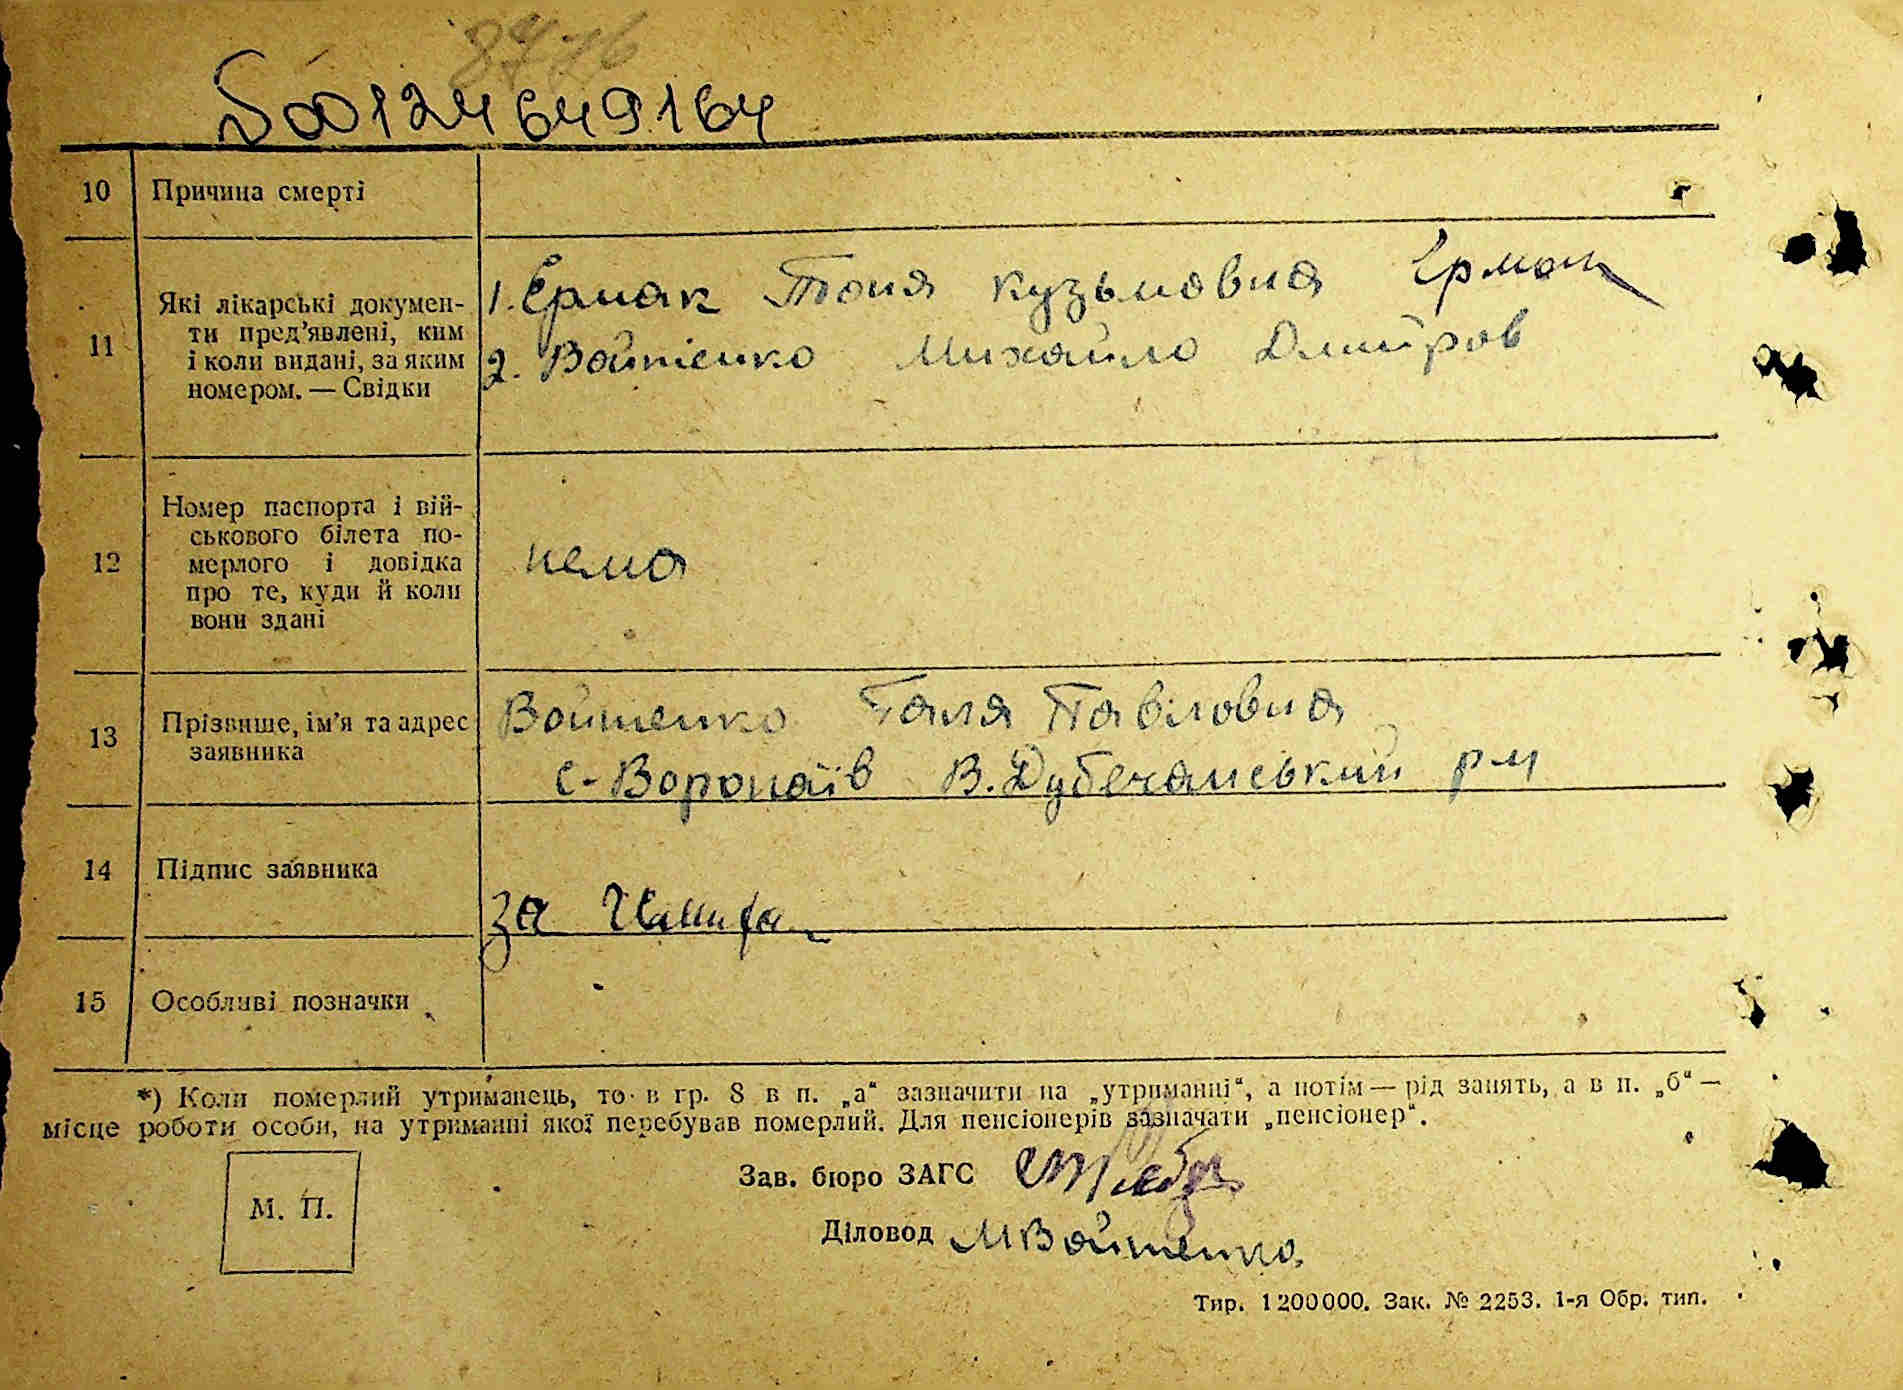 S00124649164
10 Причина смерті
11 Які лікарські докумен-
ти пред’явлені, ким
і коли видані, за яким
номером. — Свідки
1. Ермак Таня Кузьмовна Ермак
2. Войтенко Михайло Дмитров
12 Номер паспорта і вій-
ськового білета по-
мерлого і довідка
про те, куди й коли
вони здані
нема
13 Прізвище, ім’я та адрес
заявника
Войтенко Галя Павловна
с. Воропаїв В. Дубечанський р-н
14 Підпис заявника
за
15 Особливі позначки
*) Коли померлий утриманець, то в гр. 8 в п. „а“ зазначити на „утриманні“, а потім — рід занять, а в п. „б“ —
місце роботи особи, на утриманні якої перебував померлий. Для пенсіонерів зазначати „пенсіонер“.
Зав. бюро ЗАГС
М. П.
Діловод МВойтенко
Тир. 1200000. Зак. № 2253. 1-я Обр. тип.